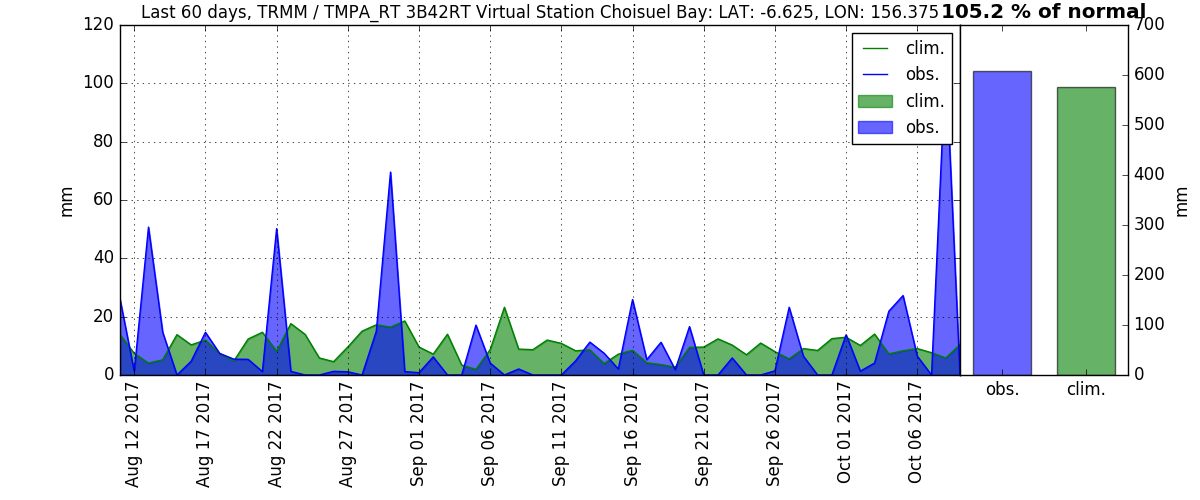 Last 60 days, TRMM / TMPA_RT 3B42RT Virtual Station Choisuel Bay: LAT: -6.625, LON: 156.375
105.2 % of normal
120
100
80
60
40
20
0
mm
clim.
obs.
clim.
obs.
Aug 12 2017
Aug 17 2017
Aug 22 2017
Aug 27 2017
Sep 01 2017
Sep 06 2017
Sep 11 2017
Sep 16 2017
Sep 21 2017
Sep 26 2017
Oct 01 2017
Oct 06 2017
700
600
500
400
300
200
100
0
mm
obs.
clim.